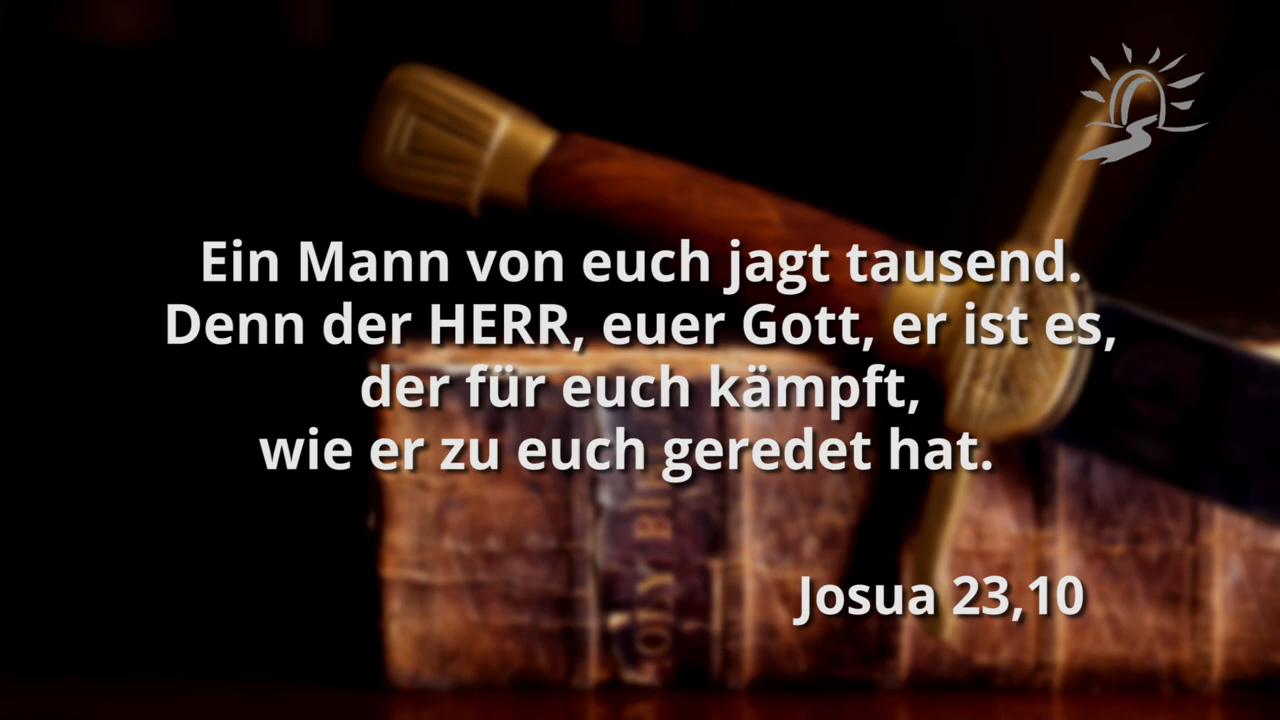 Ein Mann von euch jagt tausend.
Denn der HERR, euer Gott, er ist es,
der für euch kämpft,
wie er zu euch geredet hat.
Josua 23,10